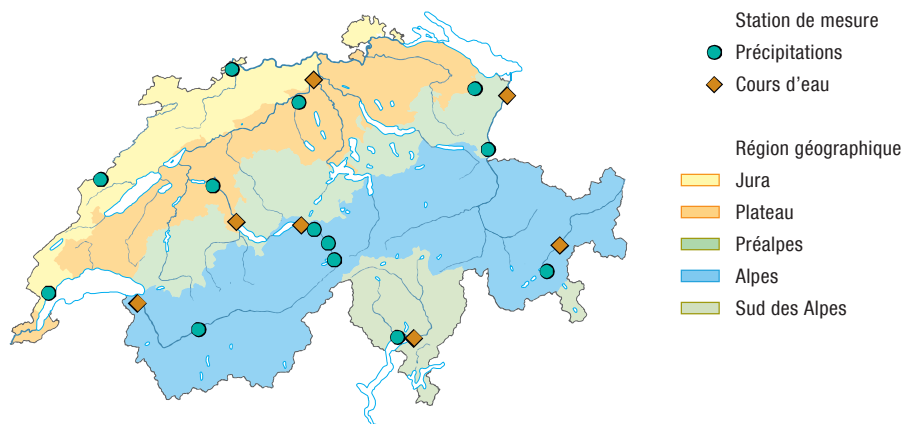 Station de mesure
Précipitations
Cours d'eau
Région géographique
Jura
Plateau
Préalpes
Alpes
Sud des Alpes